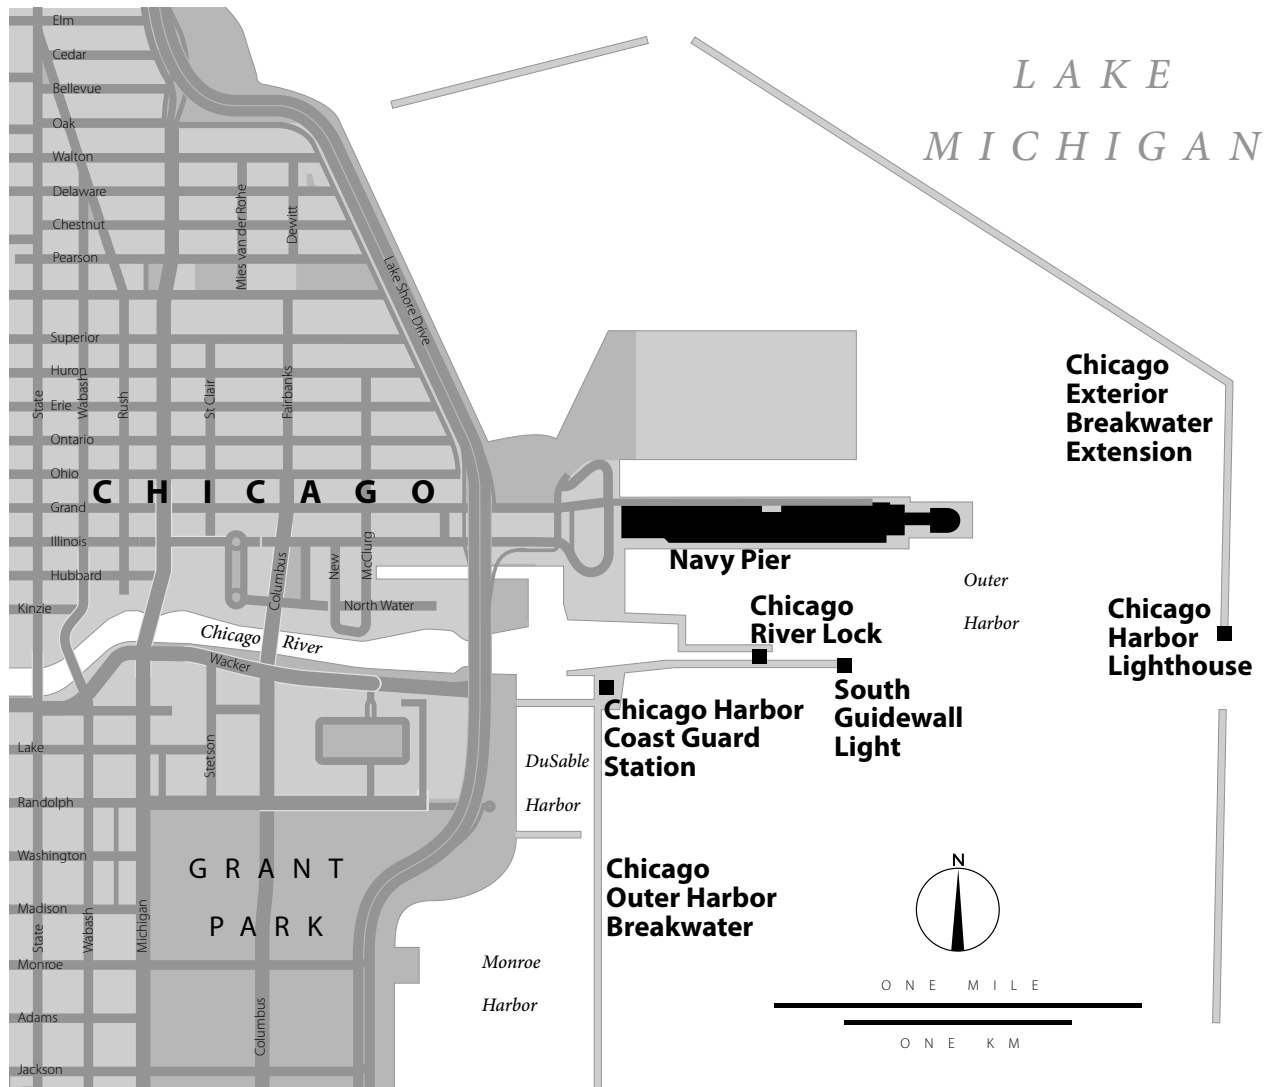 Elm
Cedar
Bellevue
Oak
Walton
Delaware
Chestnut
Pearson
Mies van der Rohe
Dewitt
Lake Shore Drive
LAKE
MICHIGAN
Superior
Huron
Erie
Ontario
Ohio
Grand
Illinois
Hubbard
Kinzie
State
Wabash
Rush
St Clair
Fairbanks
CHICAGO
Columbus
New
McClurg
North Water
Chicago River
Wacker
Chicago
Exterior
Breakwater
Extension
Navy Pier
Outer
Harbor
Chicago
River Lock
Chicago
Harbor
Lighthouse
South
Guidewall
Light
Chicago Harbor
Coast Guard
Station
DuSable
Harbor
Lake
Stetson
Randolph
Washington
Madison
Monroe
Adams
Jackson
State
Wabash
Michigan
Columbus
GRANT
PARK
Chicago
Outer Harbor
Breakwater
Monroe
Harbor
N
ONE MILE
ONE KM